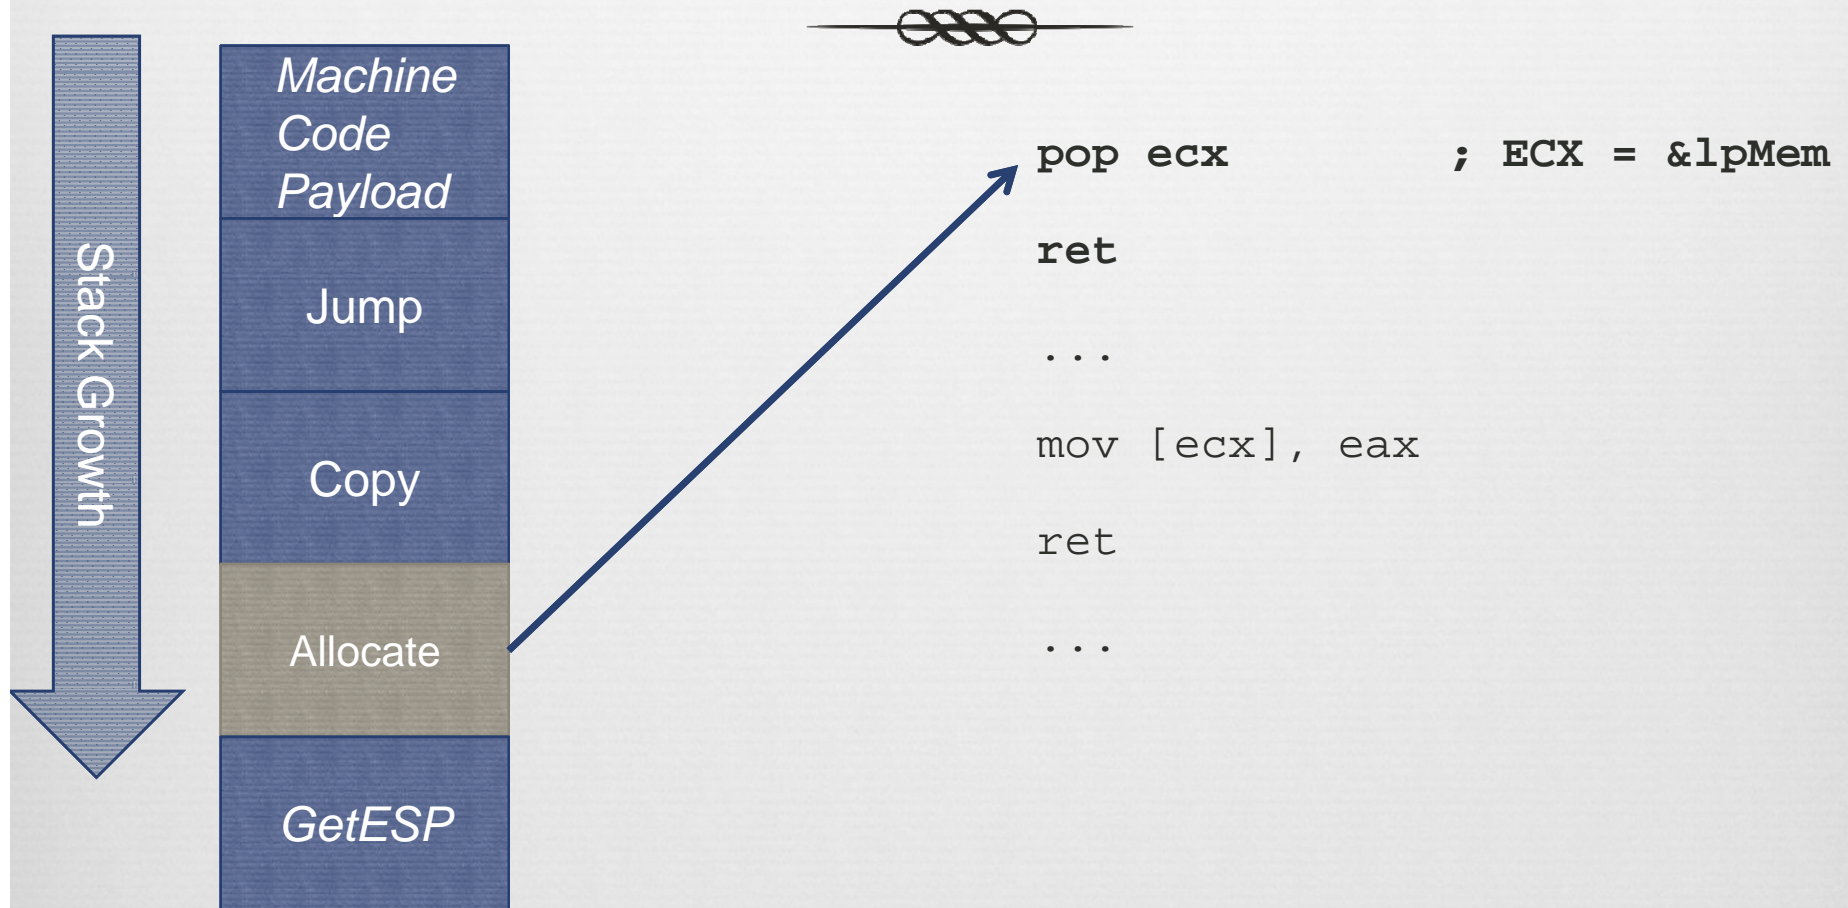 Stack Growth
Machine
Code
Payload
Jump
Copy
Allocate
GetESP
pop ecx ; ECX = &lpMem
ret
...
mov [ecx], eax
ret
...